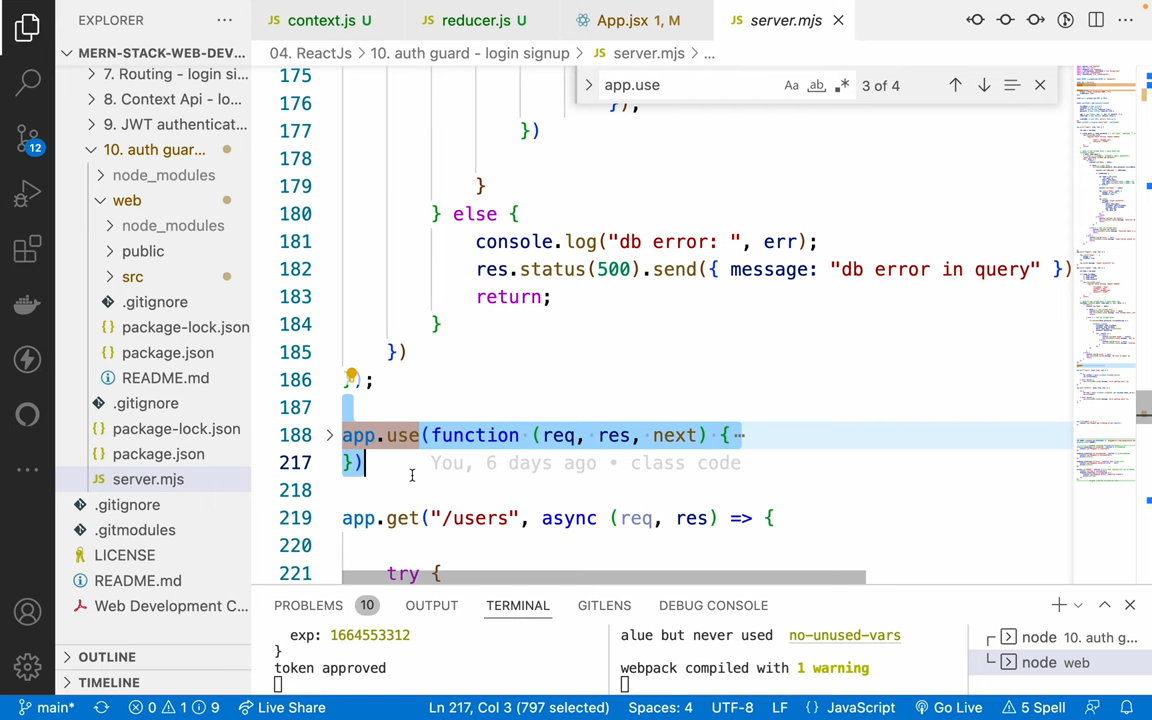 EXPLORER
JS context.js U
JS reducer.js U
App.jsx 1, M
JS server.mjs
MERN-STACK-WEB-DEV...
04. ReactJs > 10. auth guard - login signup > JS server.mjs > ...
> app.use Aa ab .* 3 of 4
7. Routing - login si...
8. Context Api - lo...
9. JWT authenticat...
10. auth guar...
node_modules
web
node_modules
public
src
.gitignore
{} package-lock.json
{} package.json
README.md
.gitignore
{} package-lock.json
{} package.json
JS server.mjs
.gitignore
.gitmodules
LICENSE
README.md
Web Development C...
OUTLINE
TIMELINE
12
175
176 });
177 })
178
179 }
180 } else {
181 console.log("db error: ", err);
182 res.status(500).send({ message: "db error in query" })
183 return;
184 }
185 })
186 });
187
188 app.use(function (req, res, next) {⋯
217 }) You, 6 days ago • class code
218
219 app.get("/users", async (req, res) => {
220
221 try {
PROBLEMS 10 OUTPUT TERMINAL GITLENS DEBUG CONSOLE
exp: 1664553312
}
token approved
alue but never used no-unused-vars
webpack compiled with 1 warning
node 10. auth g...
node web
main* 0 1 9 Live Share Ln 217, Col 3 (797 selected) Spaces: 4 UTF-8 LF {} JavaScript Go Live 5 Spell